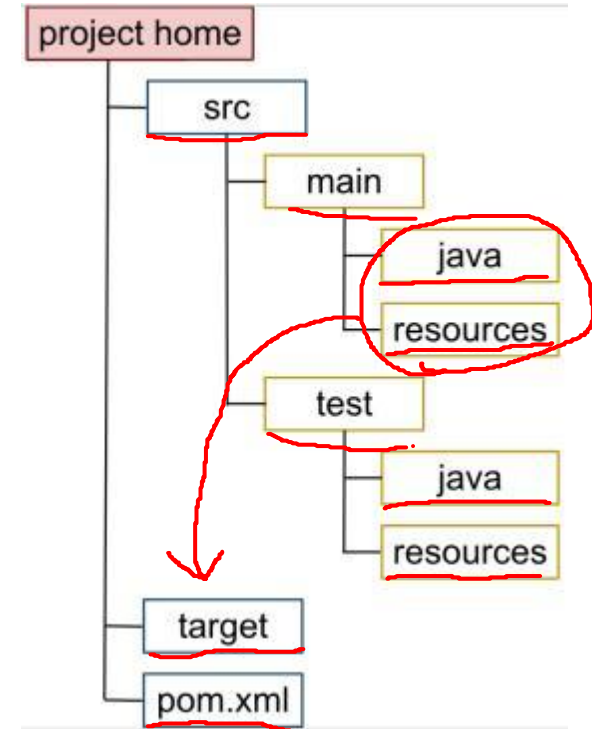 project home
src
main
java
resources
test
java
resources
target
pom.xml